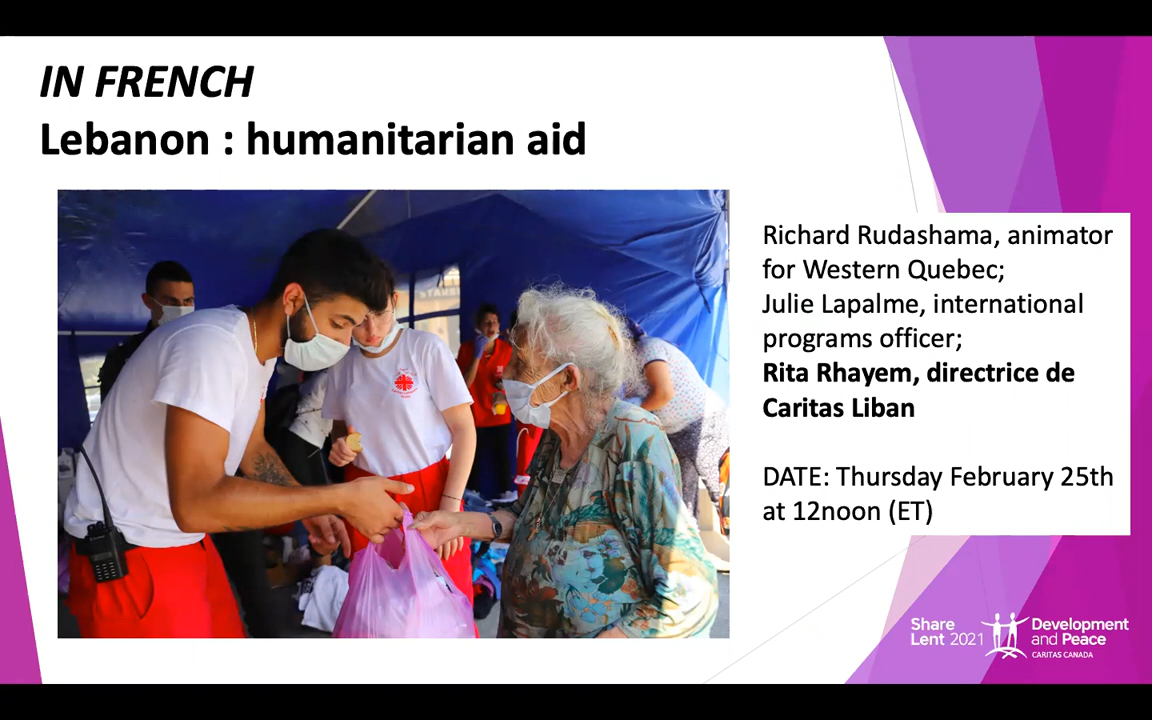 IN FRENCH
Lebanon : humanitarian aid
Richard Rudashama, animator
for Western Quebec;
Julie Lapalme, international
programs officer;
Rita Rhayem, directrice de
Caritas Liban
DATE: Thursday February 25th
at 12noon (ET)
Share
Lent 2021
Development
and Peace
CARITAS CANADA